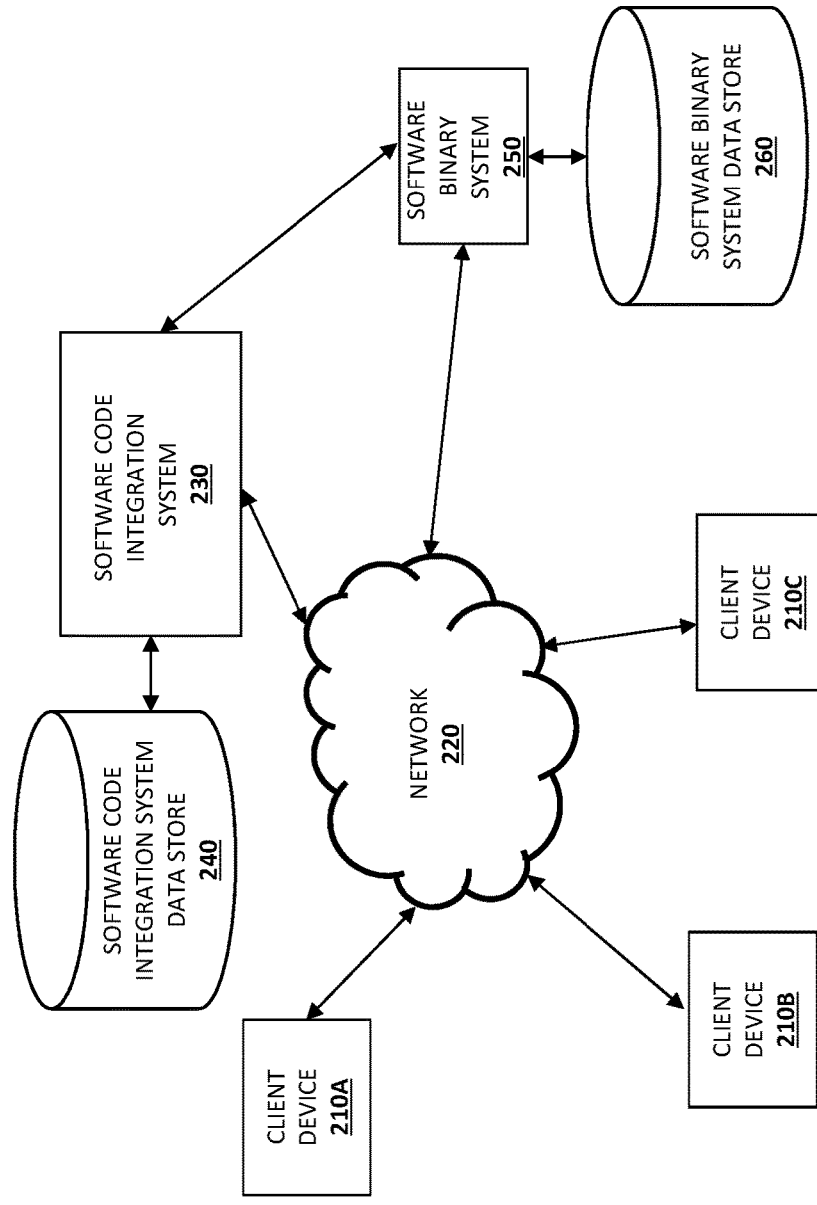 SOFTWARE CODE
INTEGRATION SYSTEM
DATA STORE
240
SOFTWARE CODE
INTEGRATION
SYSTEM
230
CLIENT
DEVICE
210A
NETWORK
220
SOFTWARE
BINARY
SYSTEM
250
CLIENT
DEVICE
210B
CLIENT
DEVICE
210C
SOFTWARE BINARY
SYSTEM DATA STORE
260